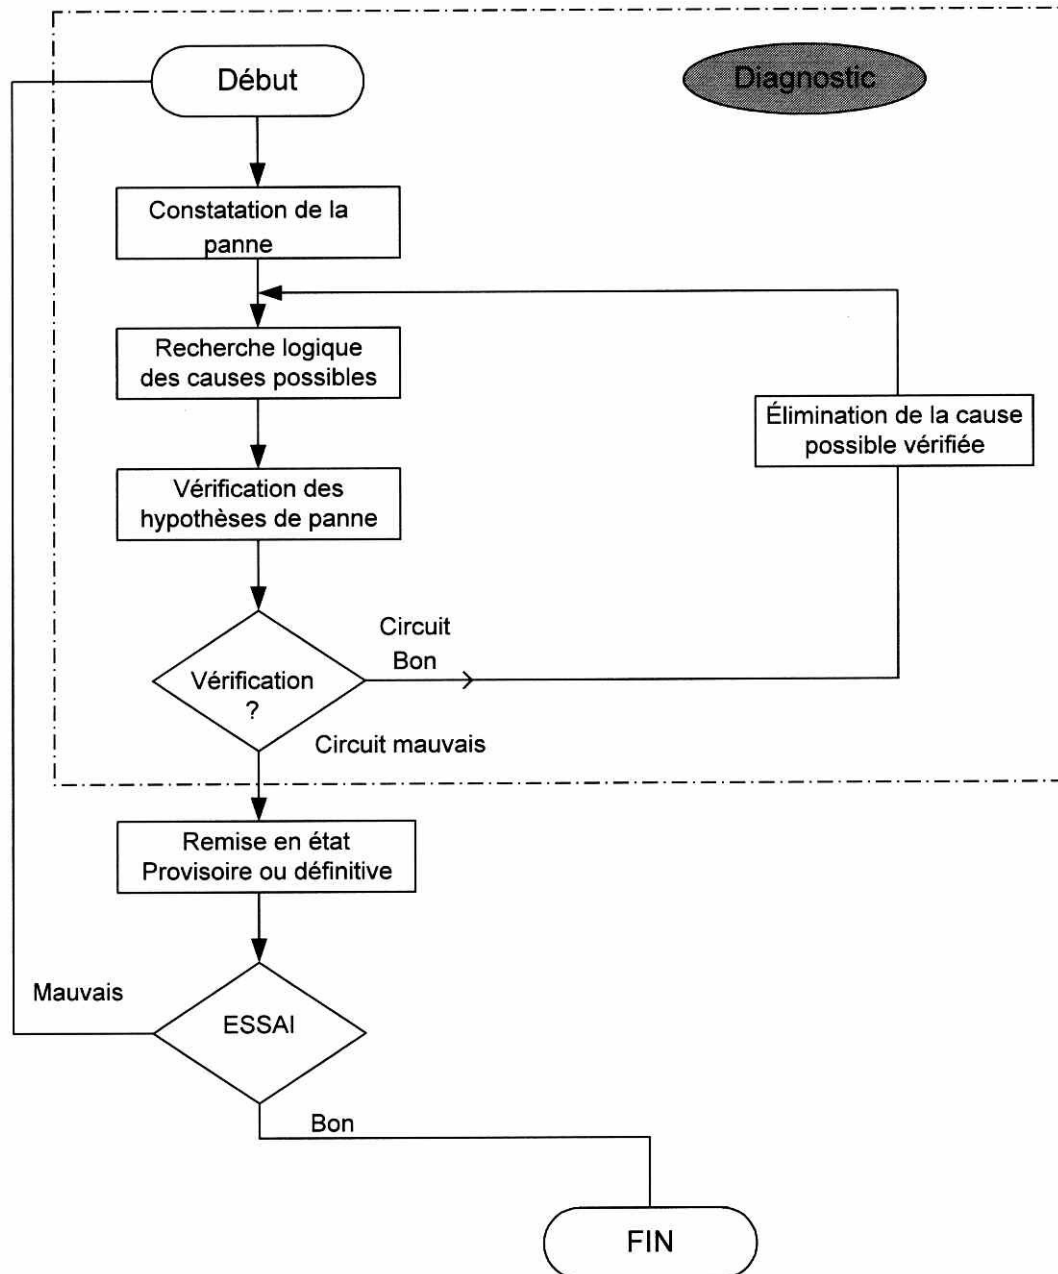 Début
Diagnostic
Constatation de la
panne
Recherche logique
des causes possibles
Élimination de la cause
possible vérifiée
Vérification des
hypothèses de panne
Circuit
Bon
Vérification
?
Circuit mauvais
Remise en état
Provisoire ou définitive
Mauvais
ESSAI
Bon
FIN